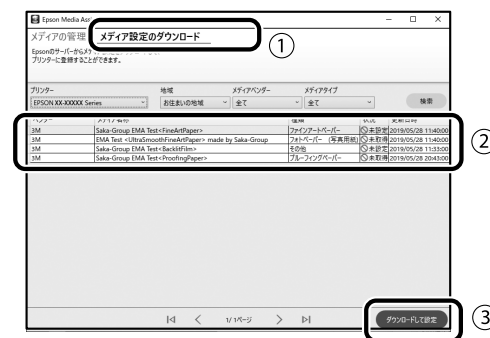 Epson Media Ass
メディアの管理 メディア設定のダウンロード
①
Epsonのサーバーから
プリンターに登録することができます。
プリンター 地域 メディアベンダー メディアタイプ
EPSON XX-XXXXX Series お住まいの地域 全て 全て 検索
3M Saka-Group EMA Test<FineArtPaper> ファインアートペーパー 未設定 2019/05/28 11:40:00
3M EMA Test <UltraSmoothFineArtPaper> made by Saka-Group フォトペーパー (写真用紙) 未取得 2019/05/28 11:40:00
3M Saka-Group EMA Test<BacklitFilm> その他 未設定 2019/05/28 11:33:00
3M Saka-Group EMA Test<ProofingPaper> プルーフィングペーパー 未取得 2019/05/28 20:43:00
②
1/1ページ
ダウンロードして設定
③